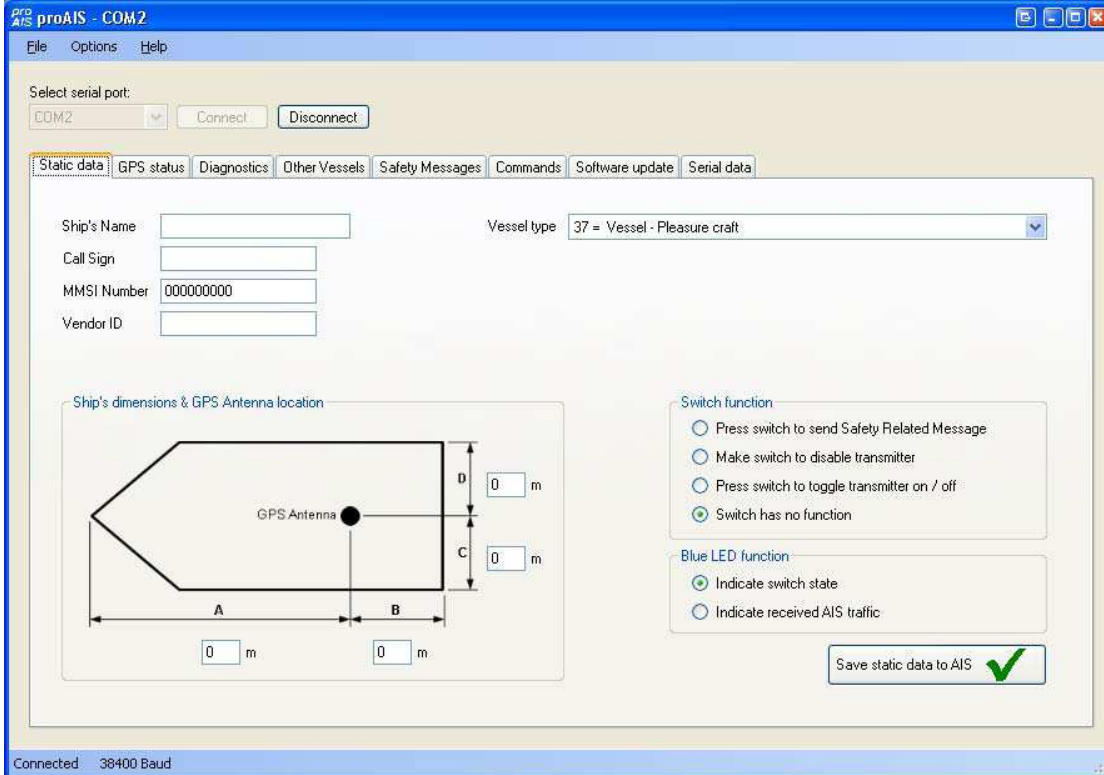 pro AIS proAIS - COM2
File Options Help
Select serial port:
COM2 Connect Disconnect
Static data GPS status Diagnostics Other Vessels Safety Messages Commands Software update Serial data
Ship's Name Vessel type 37 = Vessel - Pleasure craft
Call Sign
MMSI Number 000000000
Vendor ID
Ship's dimensions & GPS Antenna location
D 0 m
GPS Antenna
C 0 m
A B
0 m 0 m
Switch function
Press switch to send Safety Related Message
Make switch to disable transmitter
Press switch to toggle transmitter on / off
Switch has no function
Blue LED function
Indicate switch state
Indicate received AIS traffic
Save static data to AIS
Connected 38400 Baud